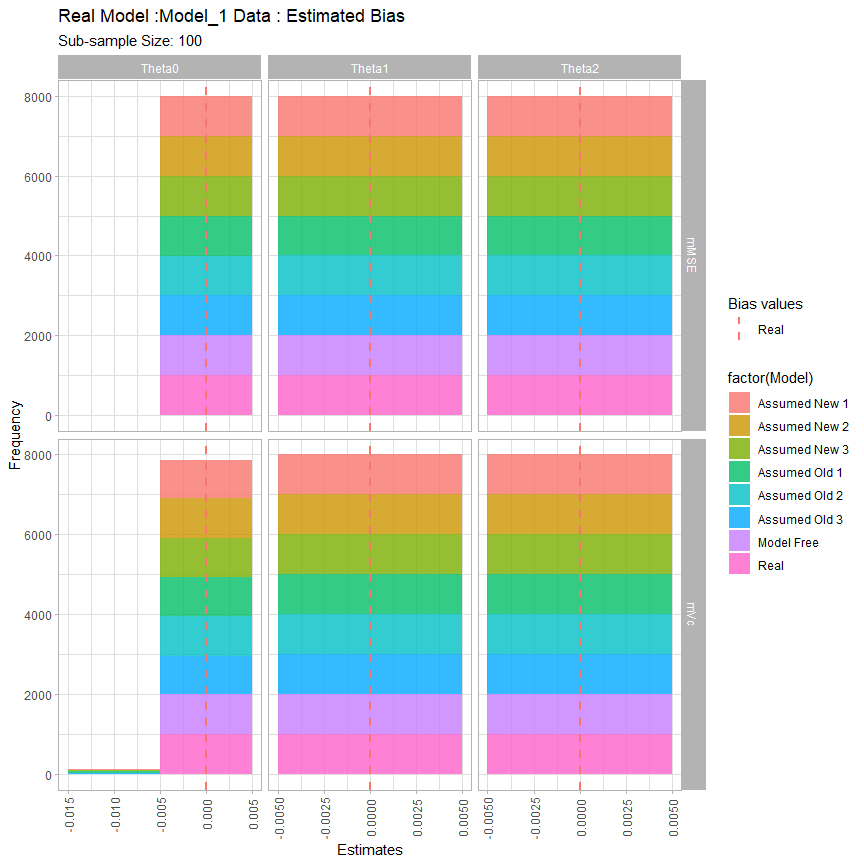 Real Model :Model_1 Data : Estimated Bias
Sub-sample Size: 100
Theta0 Theta1 Theta2
8000
6000
4000
2000
0
mMSE
8000
6000
4000
2000
0
mVc
Frequency
-0.015 -0.010 -0.005 0.000 0.005 -0.0050 -0.0025 0.0000 0.0025 0.0050 -0.0050 -0.0025 0.0000 0.0025 0.0050
Estimates
Bias values
Real
factor(Model)
Assumed New 1
Assumed New 2
Assumed New 3
Assumed Old 1
Assumed Old 2
Assumed Old 3
Model Free
Real